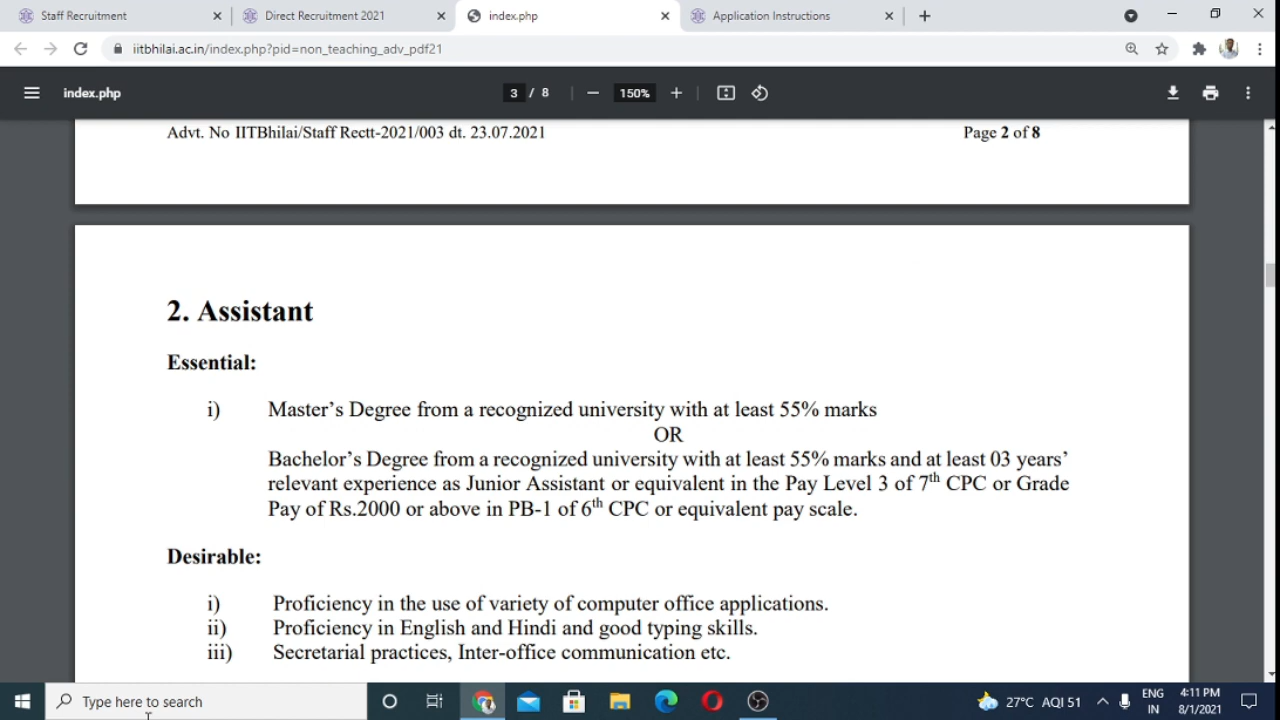 Staff Recruitment
Direct Recruitment 2021
index.php
Application Instructions
iitbhilai.ac.in/index.php?pid=non_teaching_adv_pdf21
index.php
3 / 8
150%
Advt. No IITBhilai/Staff Rectt-2021/003 dt. 23.07.2021 Page 2 of 8
2. Assistant
Essential:
i) Master’s Degree from a recognized university with at least 55% marks
OR
Bachelor’s Degree from a recognized university with at least 55% marks and at least 03 years’
relevant experience as Junior Assistant or equivalent in the Pay Level 3 of 7th CPC or Grade
Pay of Rs.2000 or above in PB-1 of 6th CPC or equivalent pay scale.
Desirable:
i) Proficiency in the use of variety of computer office applications.
ii) Proficiency in English and Hindi and good typing skills.
iii) Secretarial practices, Inter-office communication etc.
Type here to search
27°C AQI 51
ENG
IN
4:11 PM
8/1/2021